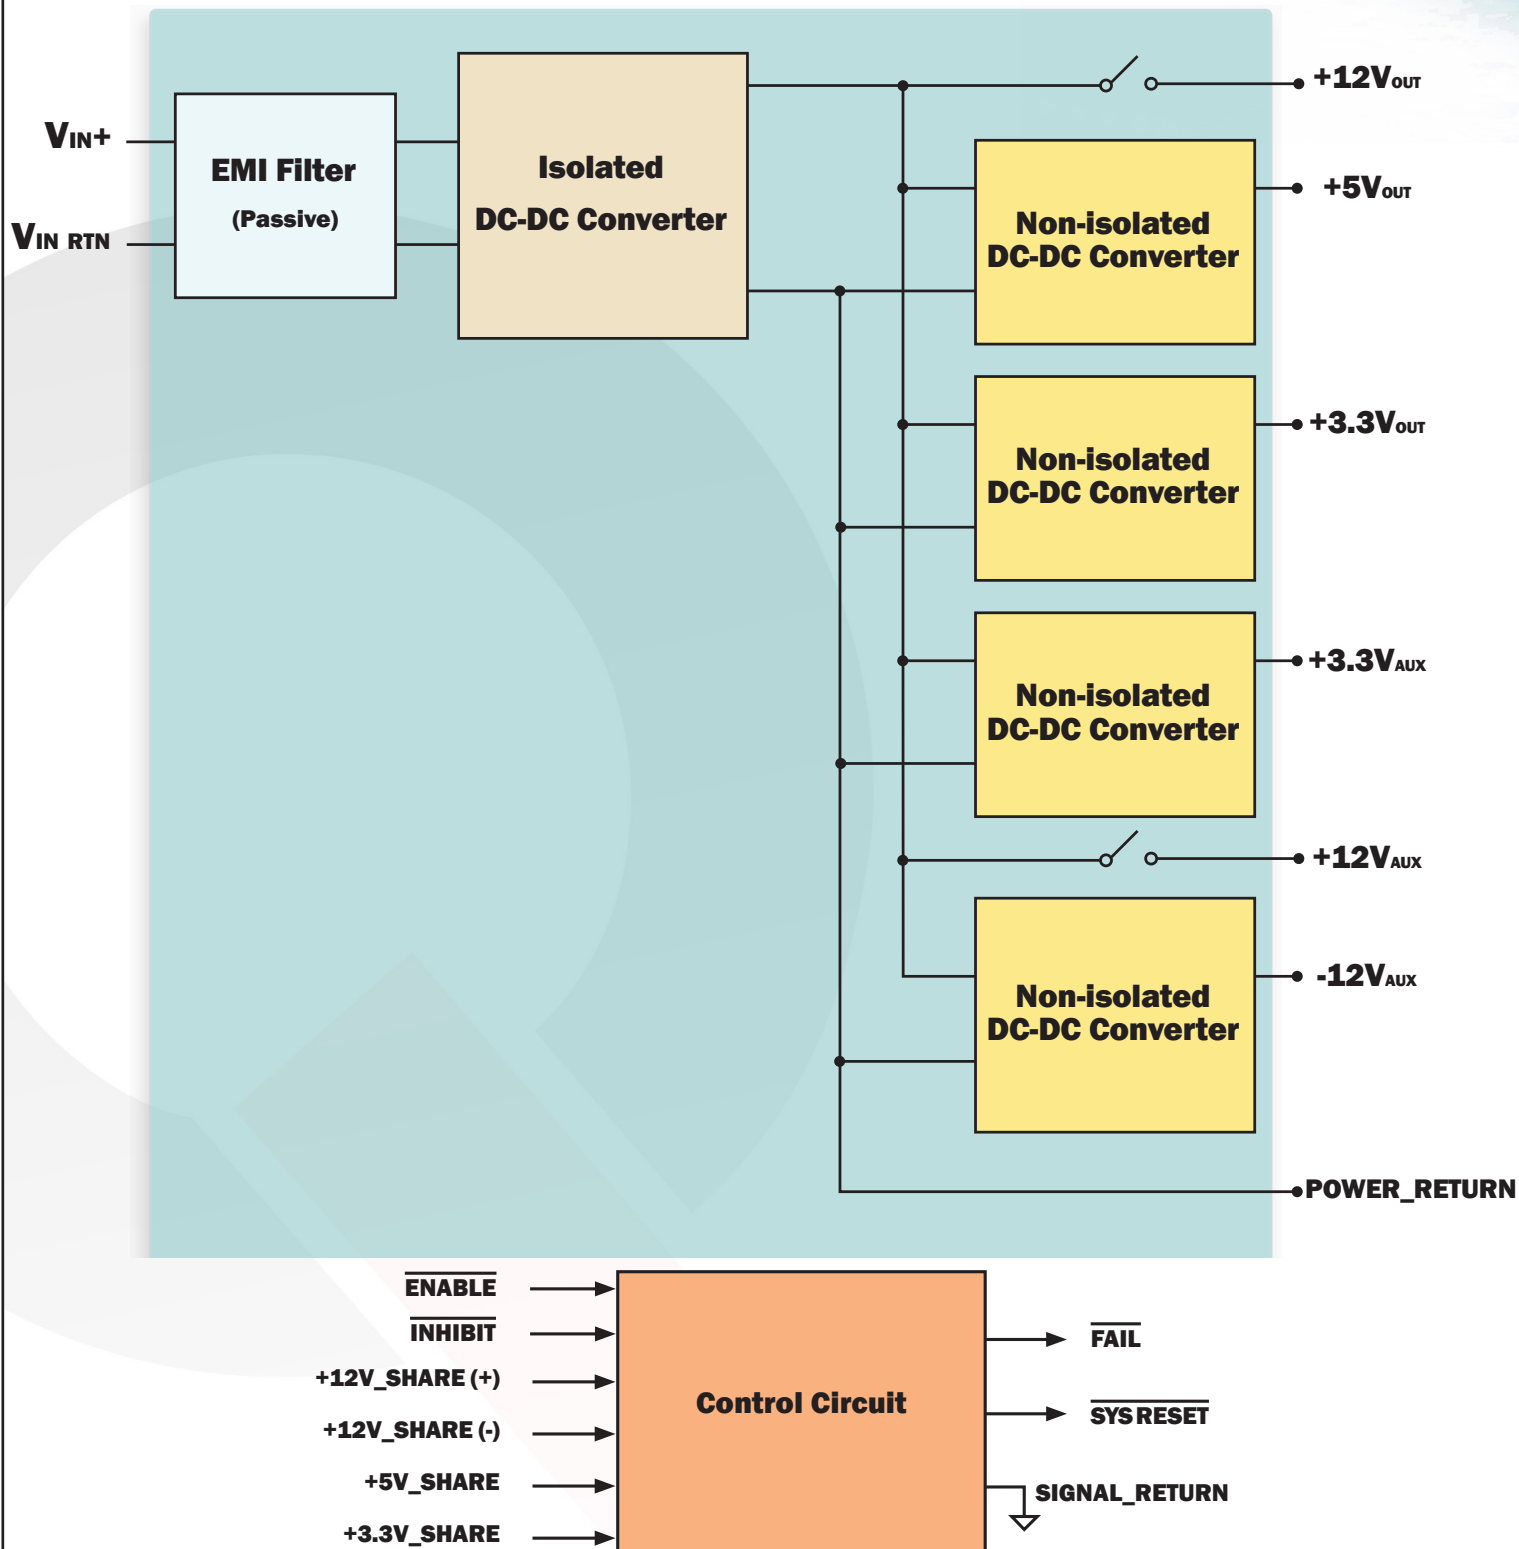 VIN+
VIN RTN
EMI Filter
(Passive)
Isolated
DC-DC Converter
+12VOUT
Non-isolated
DC-DC Converter
+5VOUT
Non-isolated
DC-DC Converter
+3.3VOUT
Non-isolated
DC-DC Converter
+3.3VAUX
+12VAUX
Non-isolated
DC-DC Converter
-12VAUX
POWER_RETURN
ENABLE
INHIBIT
+12V_SHARE (+)
+12V_SHARE (-)
+5V_SHARE
+3.3V_SHARE
Control Circuit
FAIL
SYS RESET
SIGNAL_RETURN